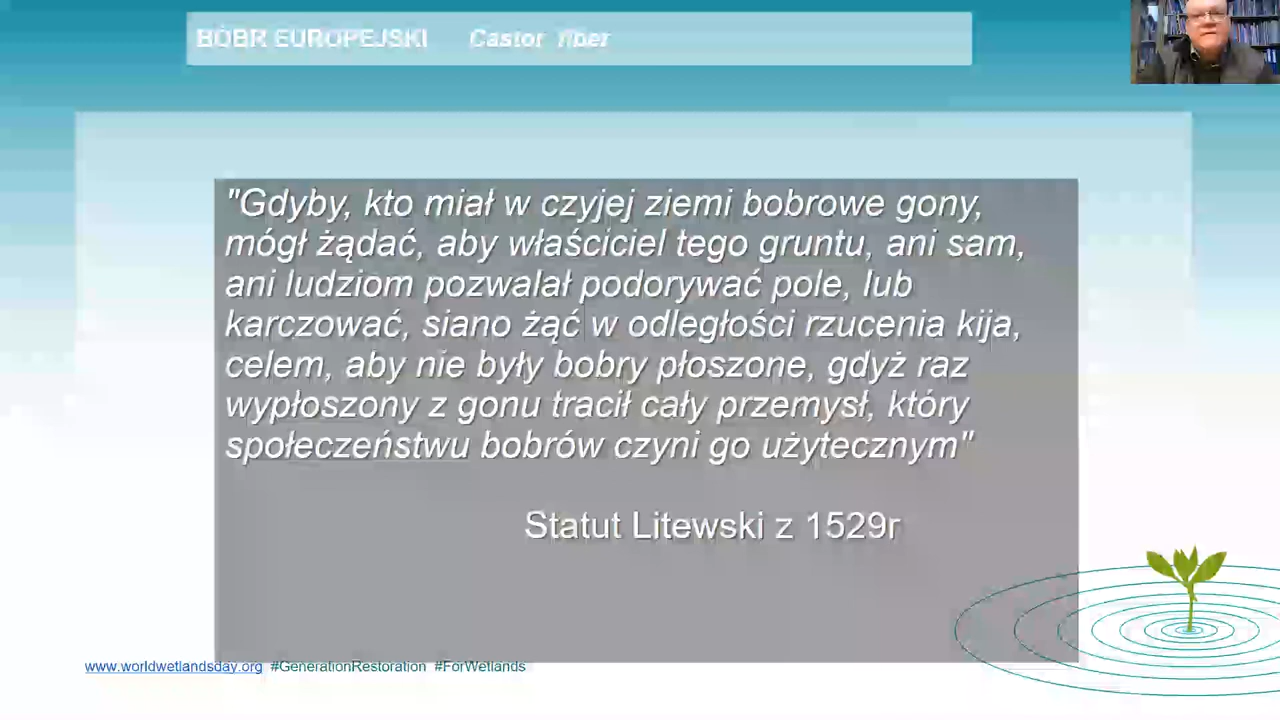 BÓBR EUROPEJSKI Castor fiber
"Gdyby, kto miał w czyjej ziemi bobrowe gony,
mógł żądać, aby właściciel tego gruntu, ani sam,
ani ludziom pozwalał podorywać pole, lub
karczować, siano żąć w odległości rzucenia kija,
celem, aby nie były bobry płoszone, gdyż raz
wypłoszony z gonu tracił cały przemysł, który
społeczeństwu bobrów czyni go użytecznym"
Statut Litewski z 1529r
www.worldwetlandsday.org #GenerationRestoration #ForWetlands